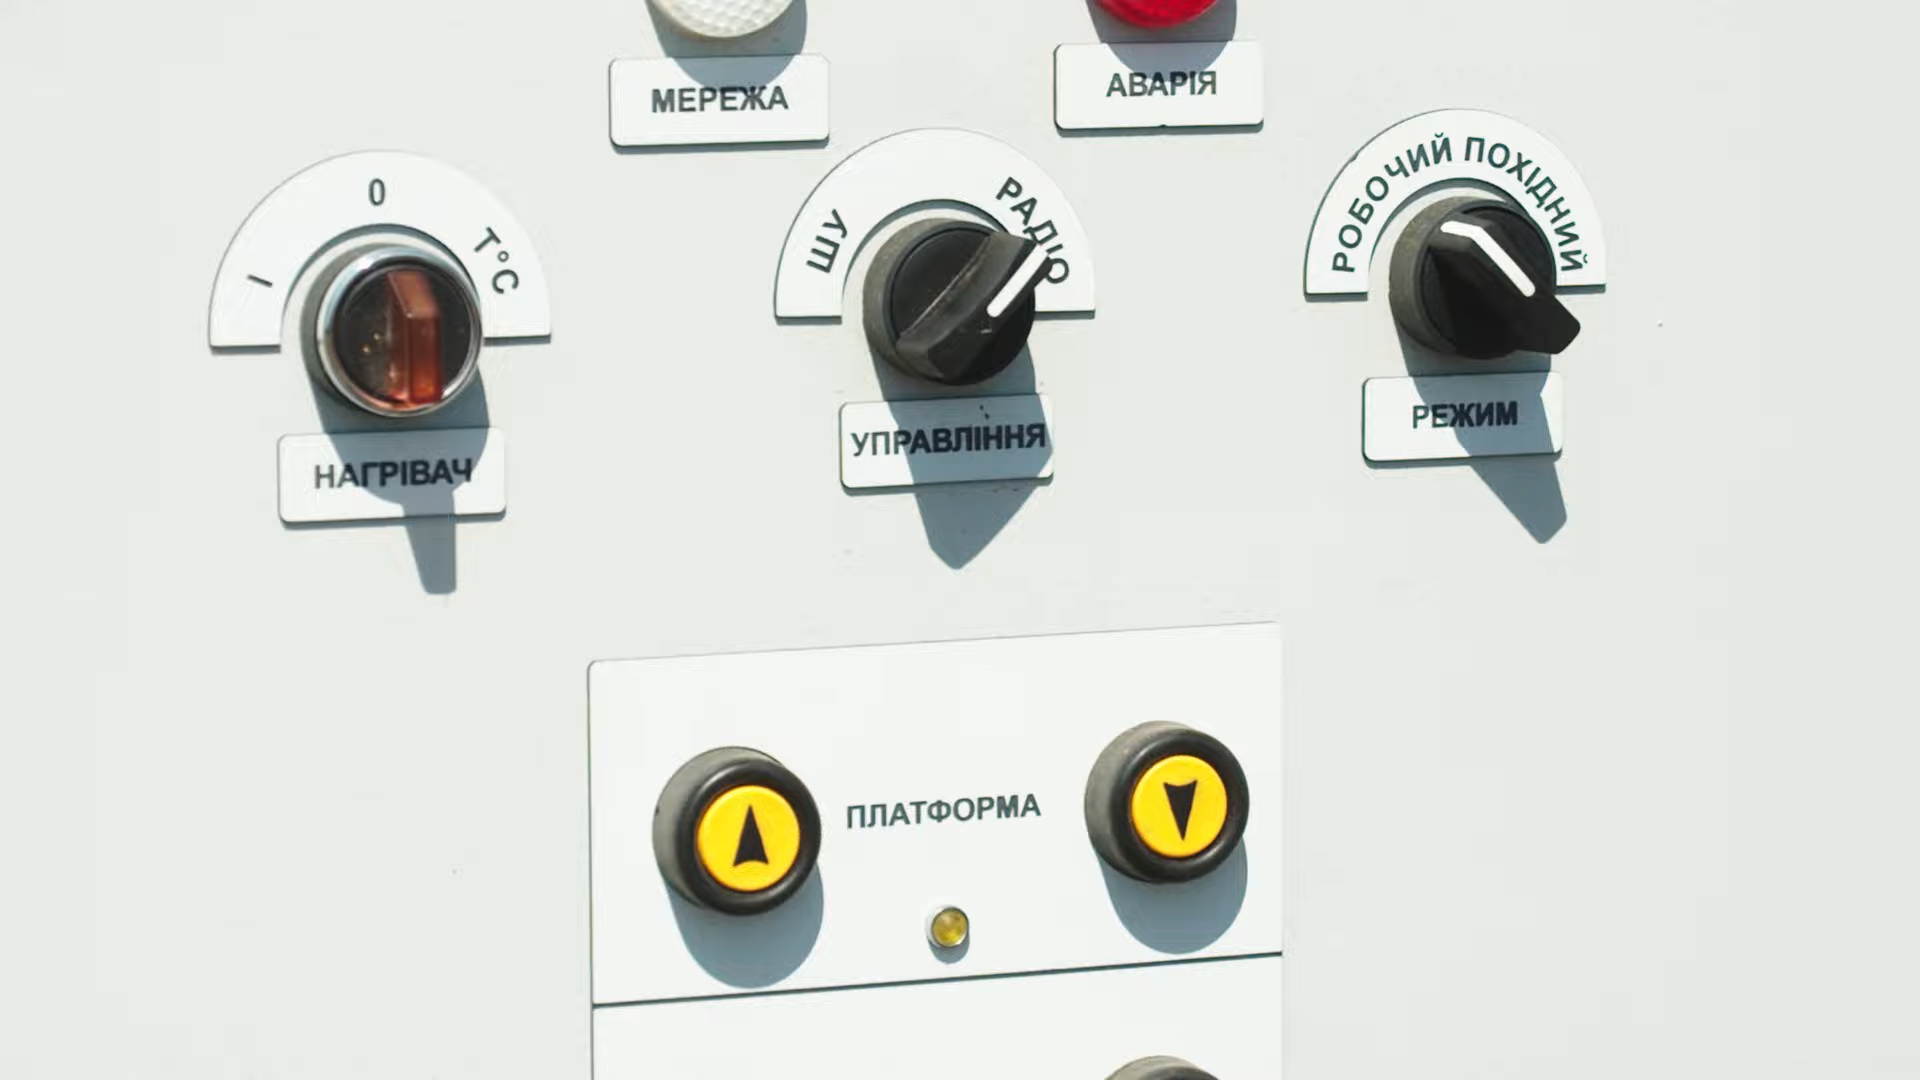 МЕРЕЖА
АВАРІЯ
I
0
T°C
ШУ
РАДІО
РОБОЧИЙ ПОХІДНИЙ
НАГРІВАЧ
УПРАВЛІННЯ
РЕЖИМ
ПЛАТФОРМА